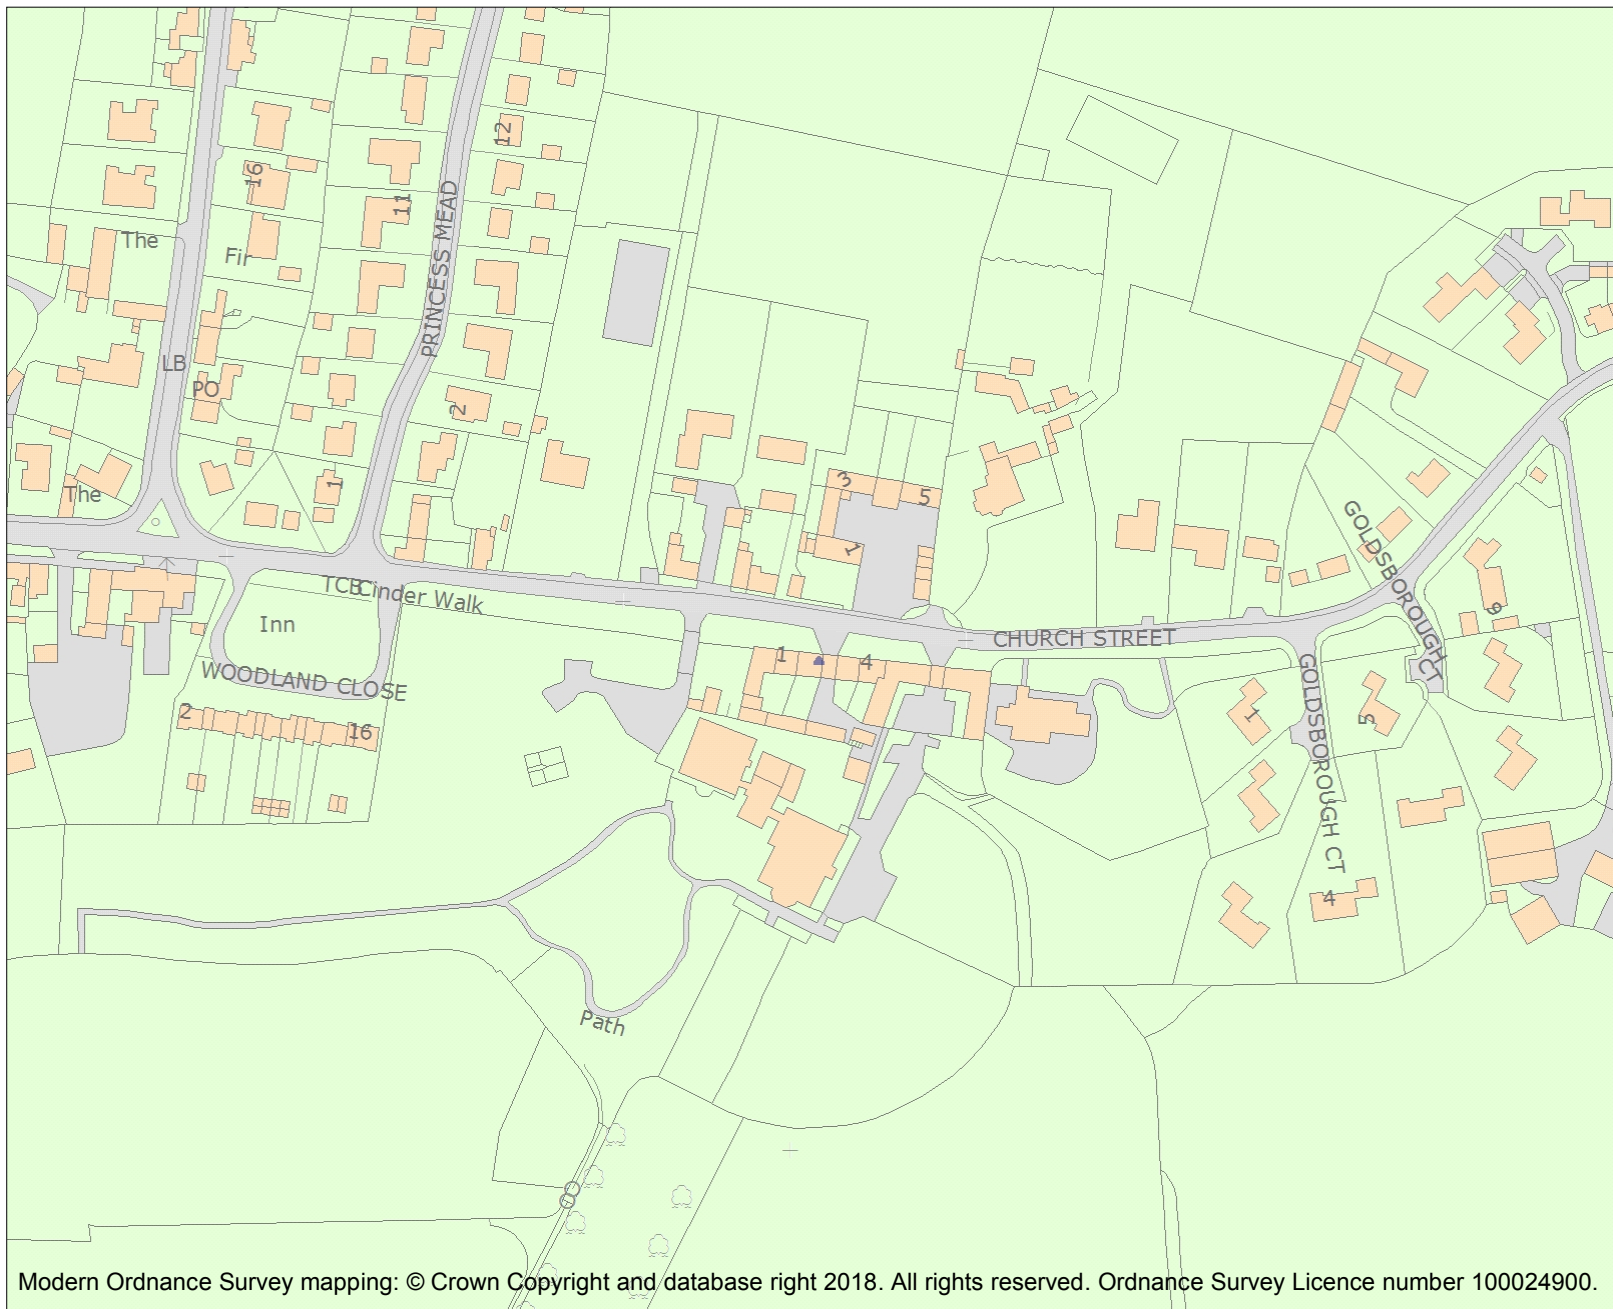 12
16
11
PRINCESS MEAD
The
Fir
LB
PO
2
3
5
1
The
1
GOLDSBOROUGH CT
TCB
Cinder Walk
Inn
CHURCH STREET
9
1
4
WOODLAND CLOSE
GOLDSBOROUGH CT
2
16
1
5
4
Path
Modern Ordnance Survey mapping: © Crown Copyright and database right 2018. All rights reserved. Ordnance Survey Licence number 100024900.